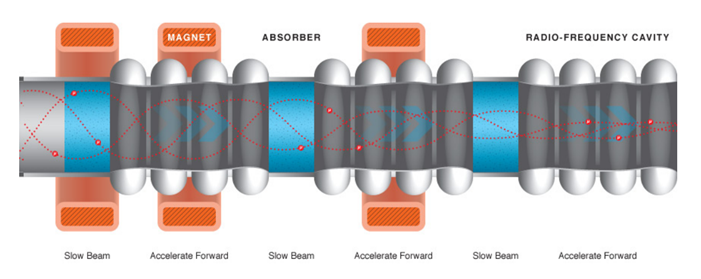 MAGNET
ABSORBER
RADIO-FREQUENCY CAVITY
Slow Beam
Accelerate Forward
Slow Beam
Accelerate Forward
Slow Beam
Accelerate Forward